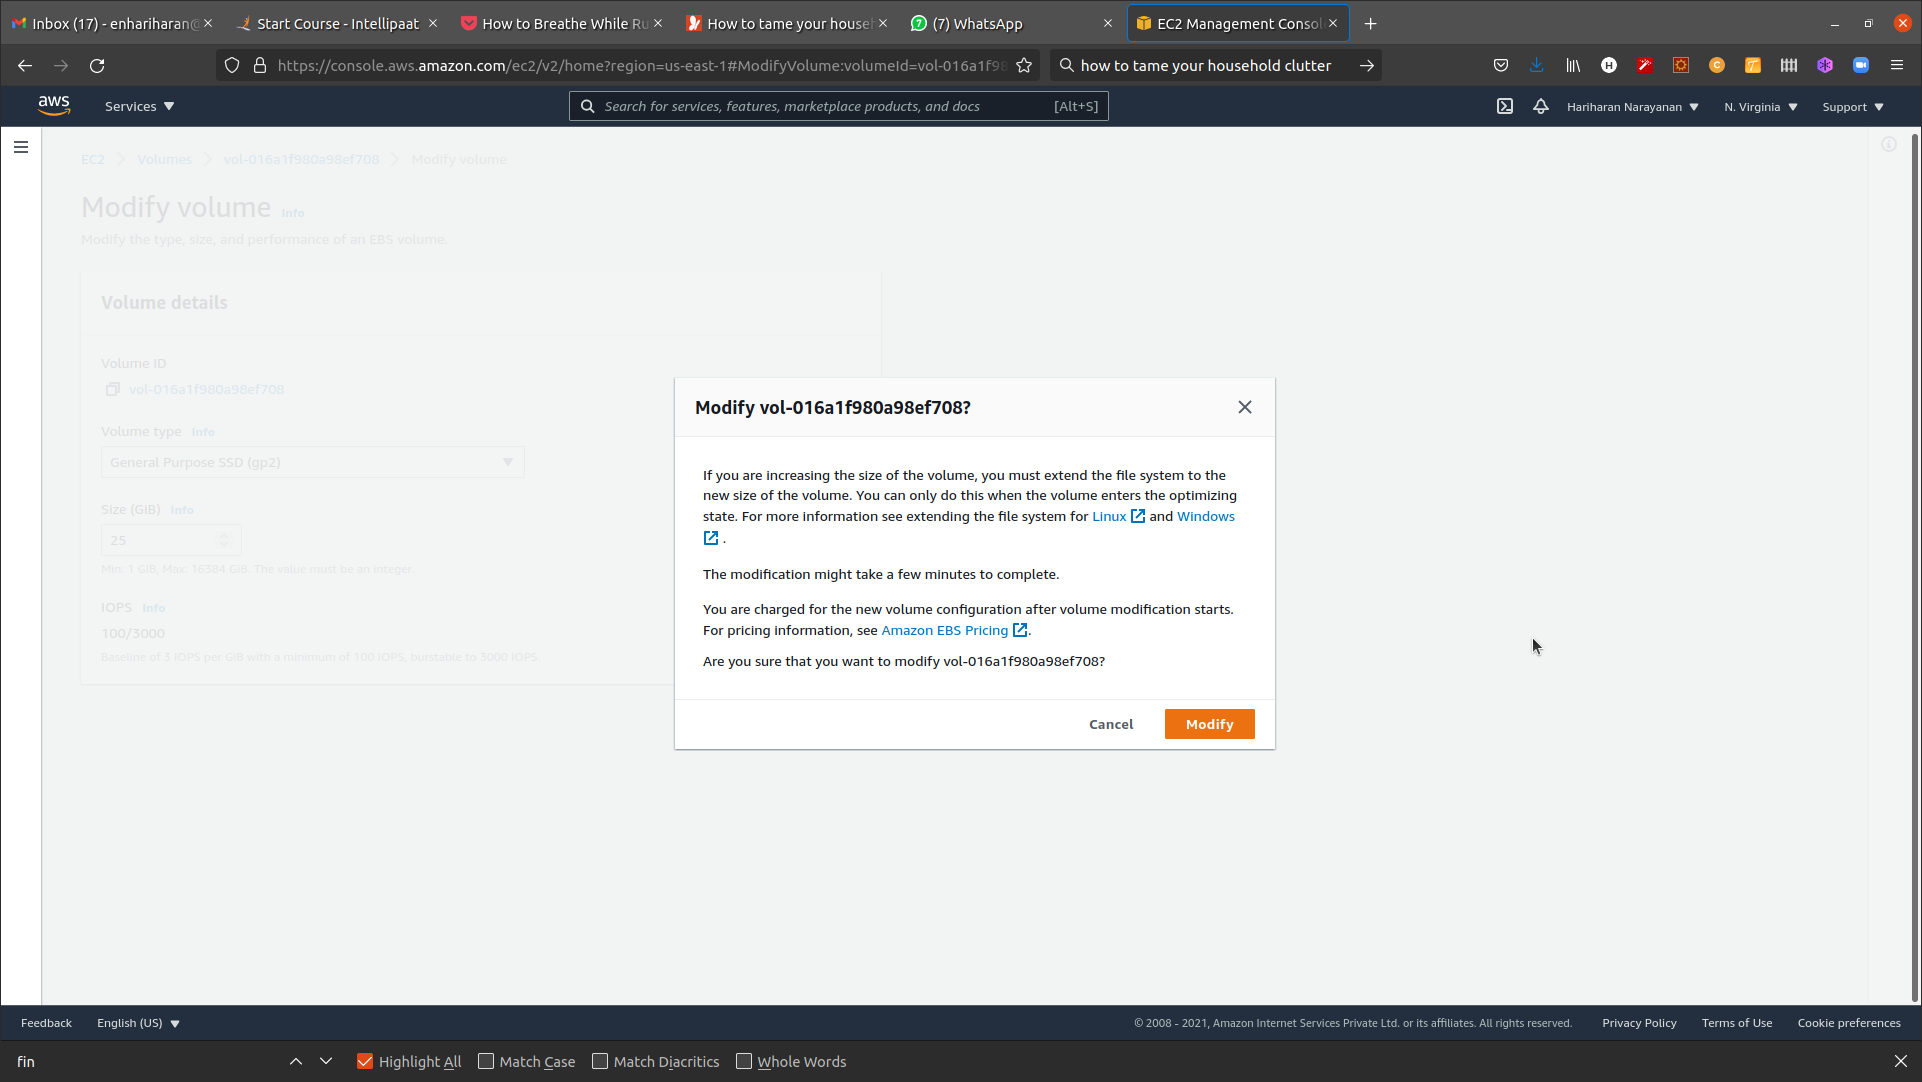 Inbox (17) - enhariharan@
Start Course - Intellipaat
How to Breathe While Ru
How to tame your househ
(7) WhatsApp
EC2 Management Consol
https://console.aws.amazon.com/ec2/v2/home?region=us-east-1#ModifyVolume:volumeId=vol-016a1f98
how to tame your household clutter
aws
Services
Search for services, features, marketplace products, and docs
[Alt+S]
Hariharan Narayanan
N. Virginia
Support
EC2
Volumes
vol-016a1f980a98ef708
Modify volume
Modify volume Info
Modify the type, size, and performance of an EBS volume.
Volume details
Volume ID
vol-016a1f980a98ef708
Volume type Info
General Purpose SSD (gp2)
Size (GiB) Info
25
Min: 1 GiB, Max: 16384 GiB. The value must be an integer.
IOPS Info
100/3000
Baseline of 3 IOPS per GiB with a minimum of 100 IOPS, burstable to 3000 IOPS.
Modify vol-016a1f980a98ef708?
If you are increasing the size of the volume, you must extend the file system to the
new size of the volume. You can only do this when the volume enters the optimizing
state. For more information see extending the file system for Linux and Windows
.
The modification might take a few minutes to complete.
You are charged for the new volume configuration after volume modification starts.
For pricing information, see Amazon EBS Pricing .
Are you sure that you want to modify vol-016a1f980a98ef708?
Cancel
Modify
Feedback
English (US)
© 2008 - 2021, Amazon Internet Services Private Ltd. or its affiliates. All rights reserved.
Privacy Policy
Terms of Use
Cookie preferences
fin
Highlight All
Match Case
Match Diacritics
Whole Words